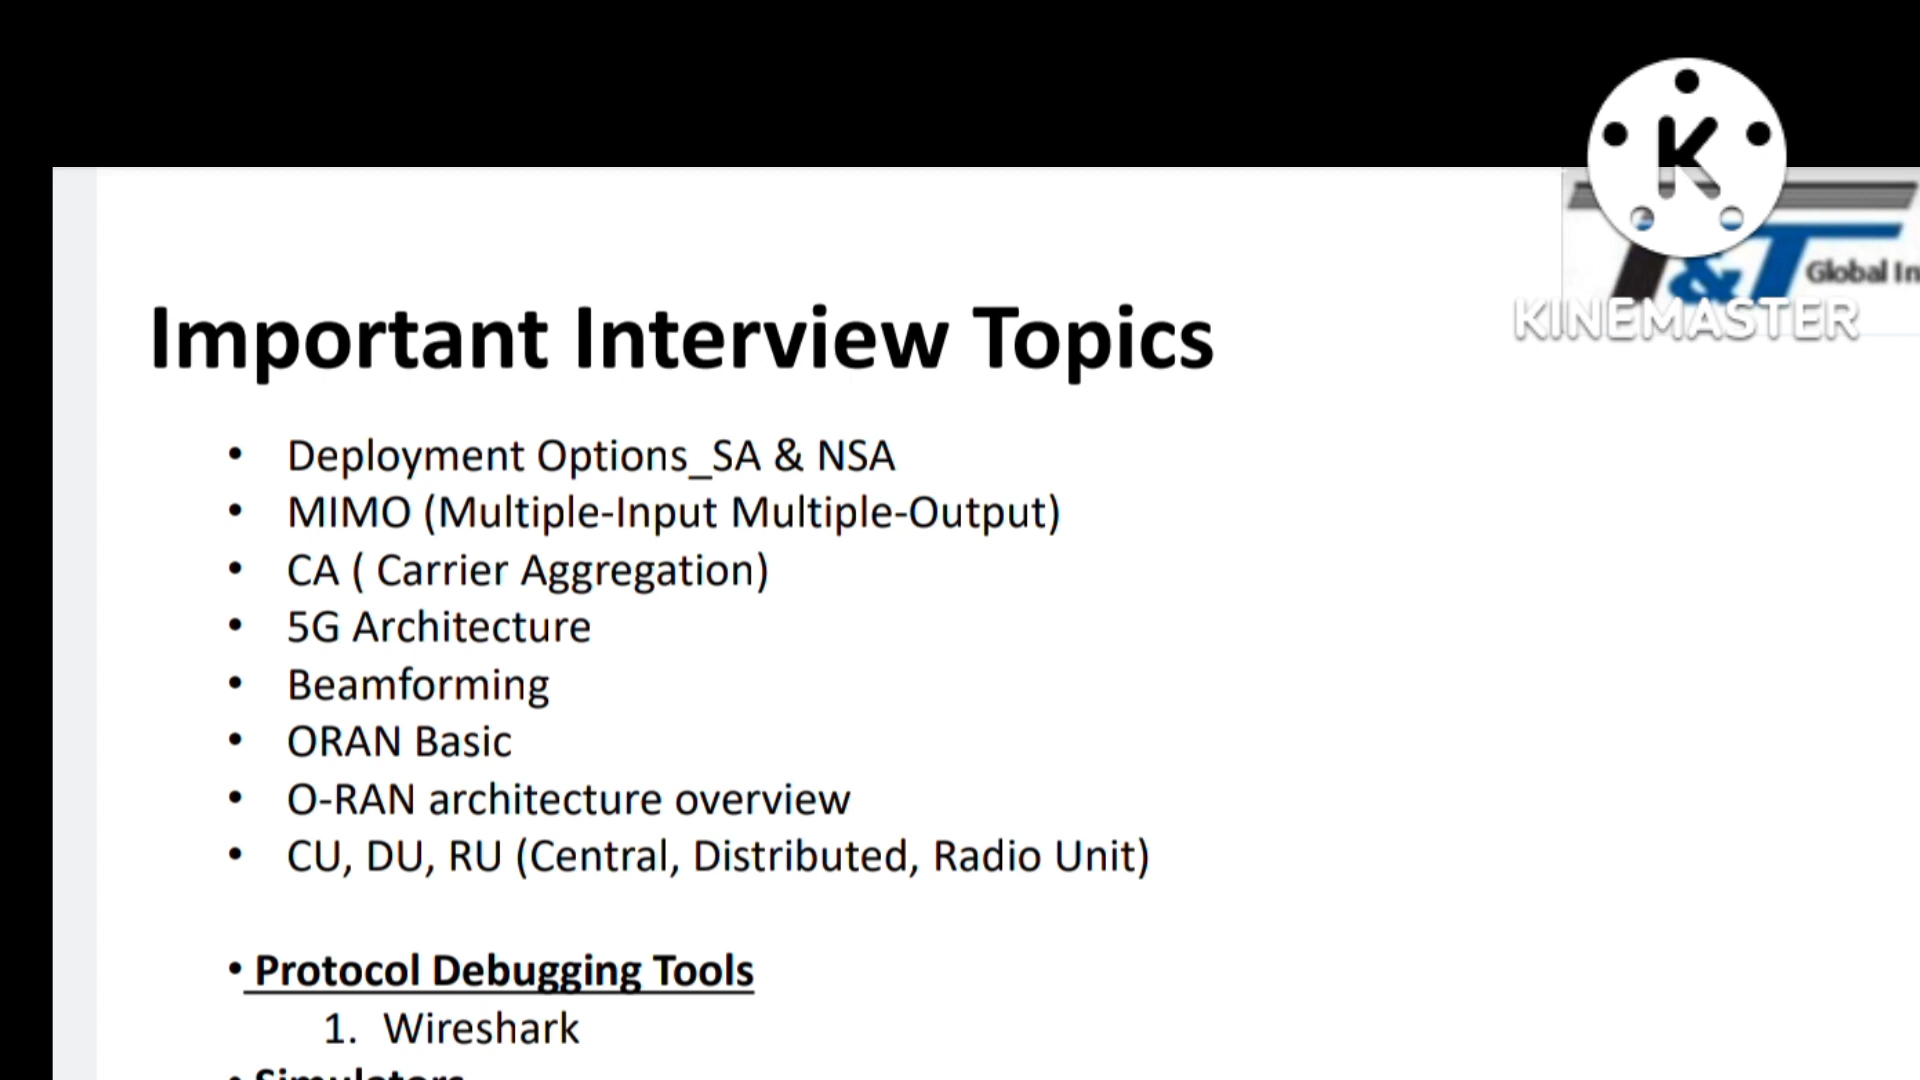 K
T&T
Global In
KINEMASTER
Important Interview Topics
• Deployment Options_SA & NSA
• MIMO (Multiple-Input Multiple-Output)
• CA ( Carrier Aggregation)
• 5G Architecture
• Beamforming
• ORAN Basic
• O-RAN architecture overview
• CU, DU, RU (Central, Distributed, Radio Unit)
• Protocol Debugging Tools
1. Wireshark
• Simulators